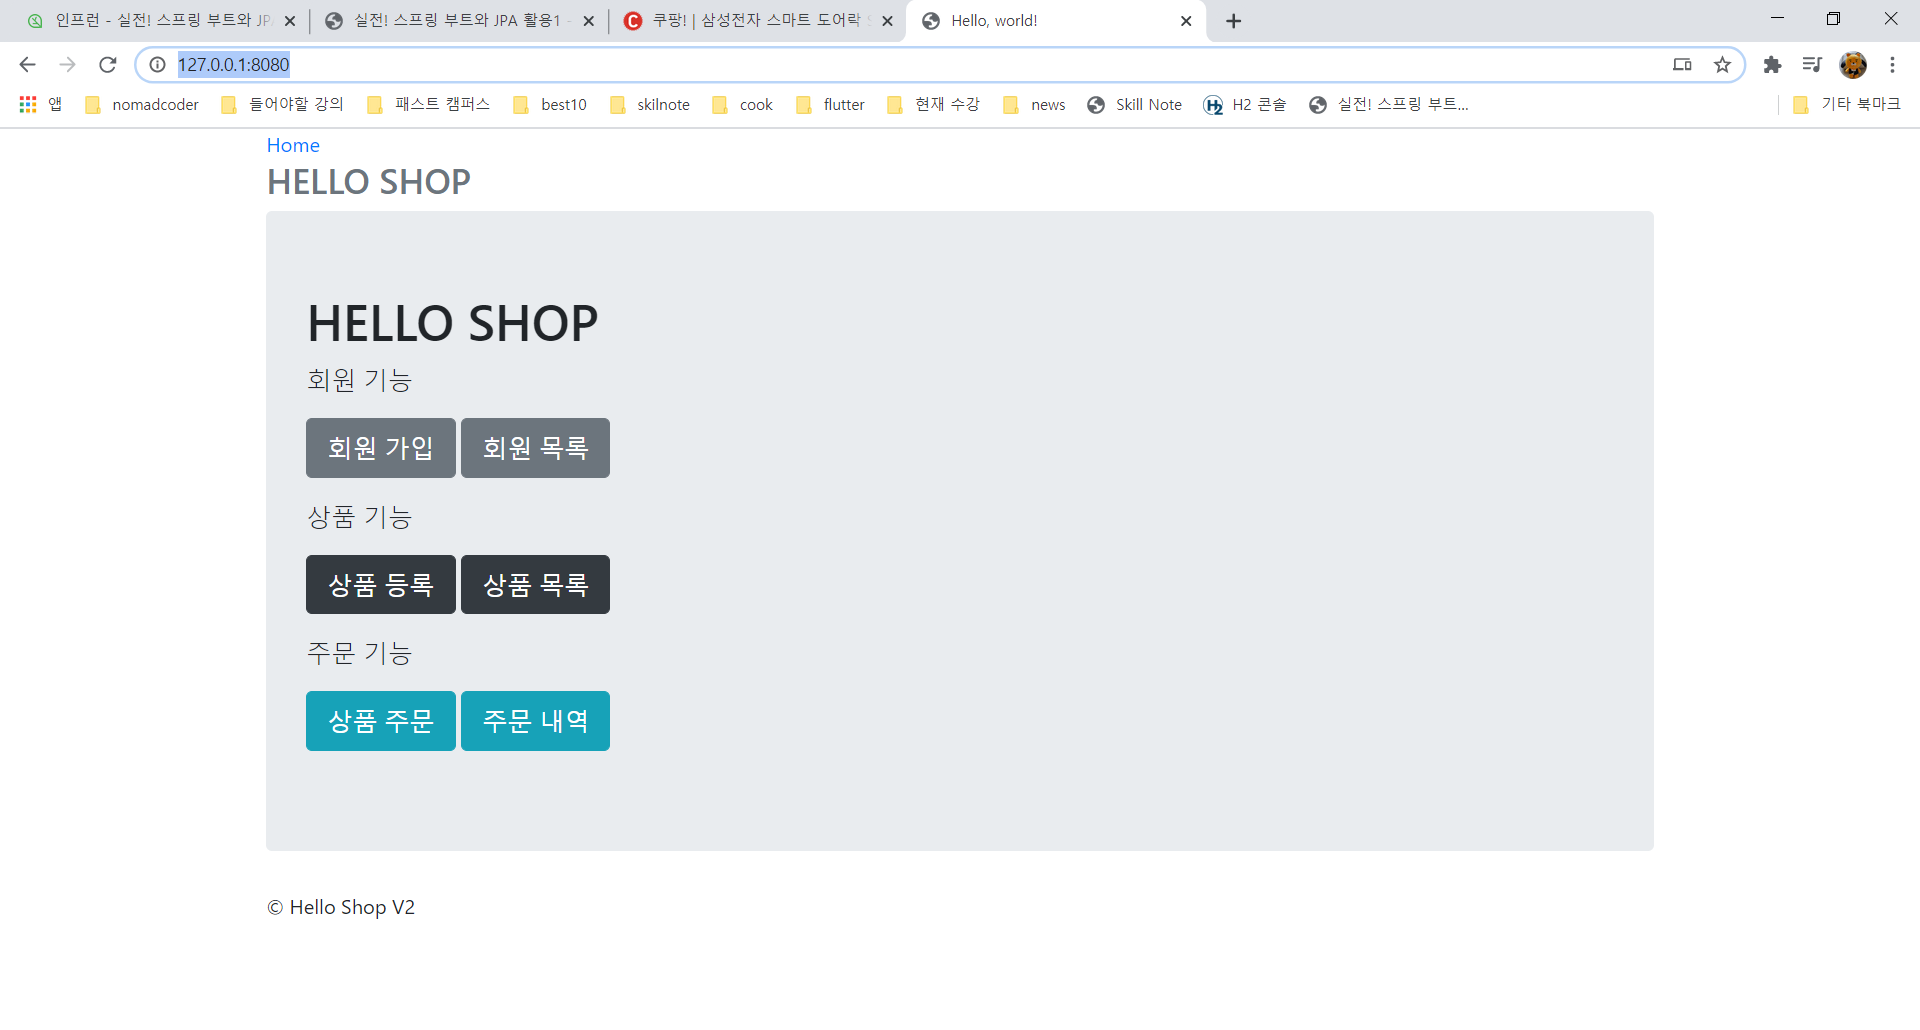 인프런 - 실전! 스프링 부트와 JP
실전! 스프링 부트와 JPA 활용1 -
쿠팡! | 삼성전자 스마트 도어락
Hello, world!
127.0.0.1:8080
앱
nomadcoder
들어야할 강의
패스트 캠퍼스
best10
skilnote
cook
flutter
현재 수강
news
Skill Note
H2 콘솔
실전! 스프링 부트...
기타 북마크
Home
HELLO SHOP
HELLO SHOP
회원 기능
회원 가입 회원 목록
상품 기능
상품 등록 상품 목록
주문 기능
상품 주문 주문 내역
© Hello Shop V2